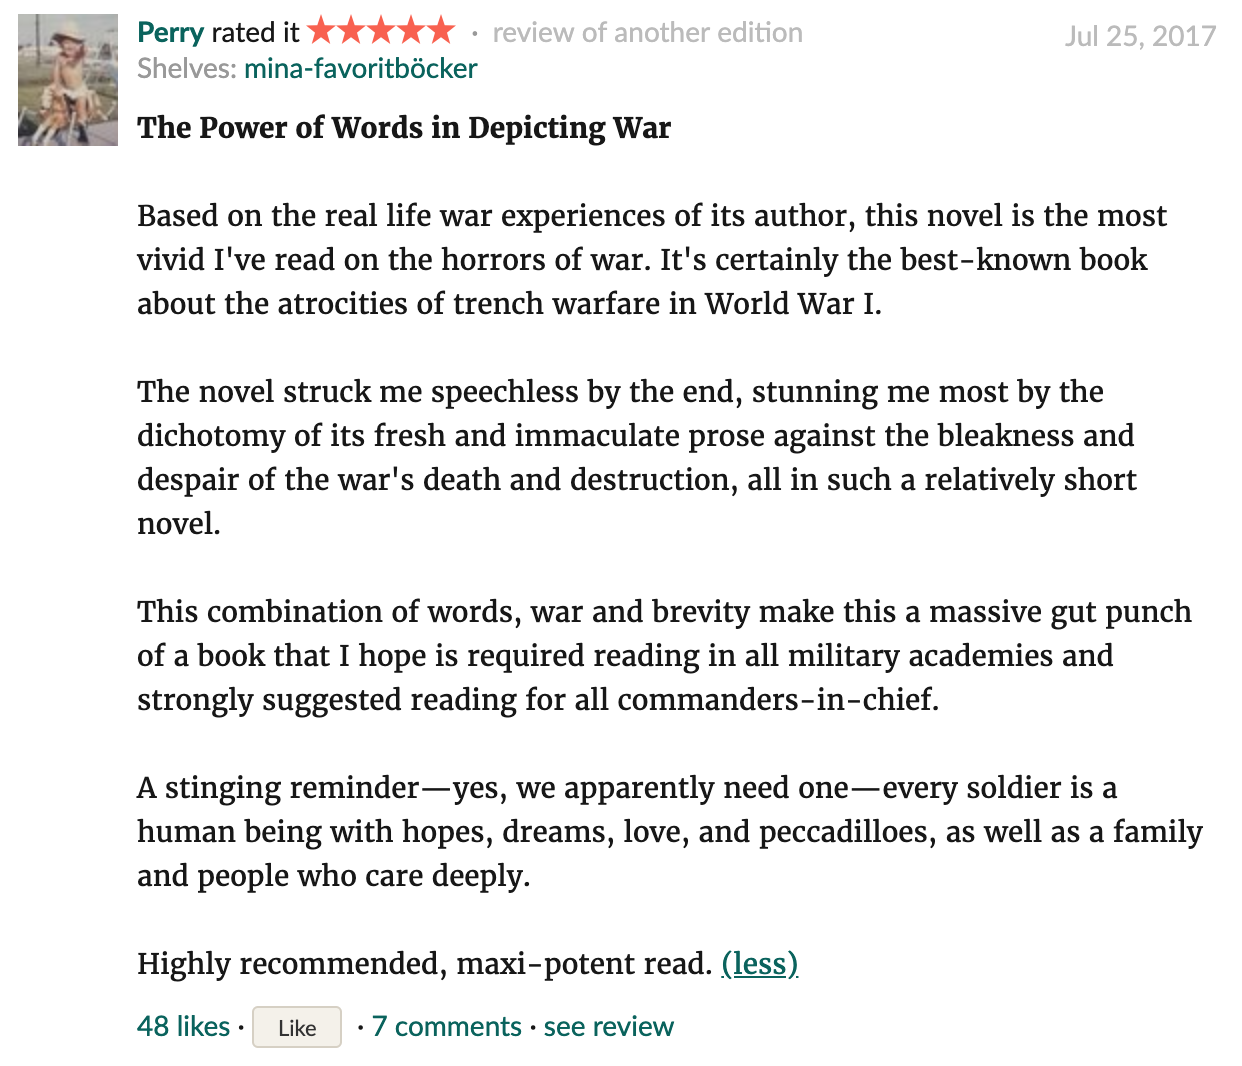 Perry rated it ★★★★★ · review of another edition
Jul 25, 2017
Shelves: mina-favoritböcker
The Power of Words in Depicting War
Based on the real life war experiences of its author, this novel is the most
vivid I've read on the horrors of war. It's certainly the best-known book
about the atrocities of trench warfare in World War I.
The novel struck me speechless by the end, stunning me most by the
dichotomy of its fresh and immaculate prose against the bleakness and
despair of the war's death and destruction, all in such a relatively short
novel.
This combination of words, war and brevity make this a massive gut punch
of a book that I hope is required reading in all military academies and
strongly suggested reading for all commanders-in-chief.
A stinging reminder—yes, we apparently need one—every soldier is a
human being with hopes, dreams, love, and peccadilloes, as well as a family
and people who care deeply.
Highly recommended, maxi-potent read. (less)
48 likes · Like · 7 comments · see review